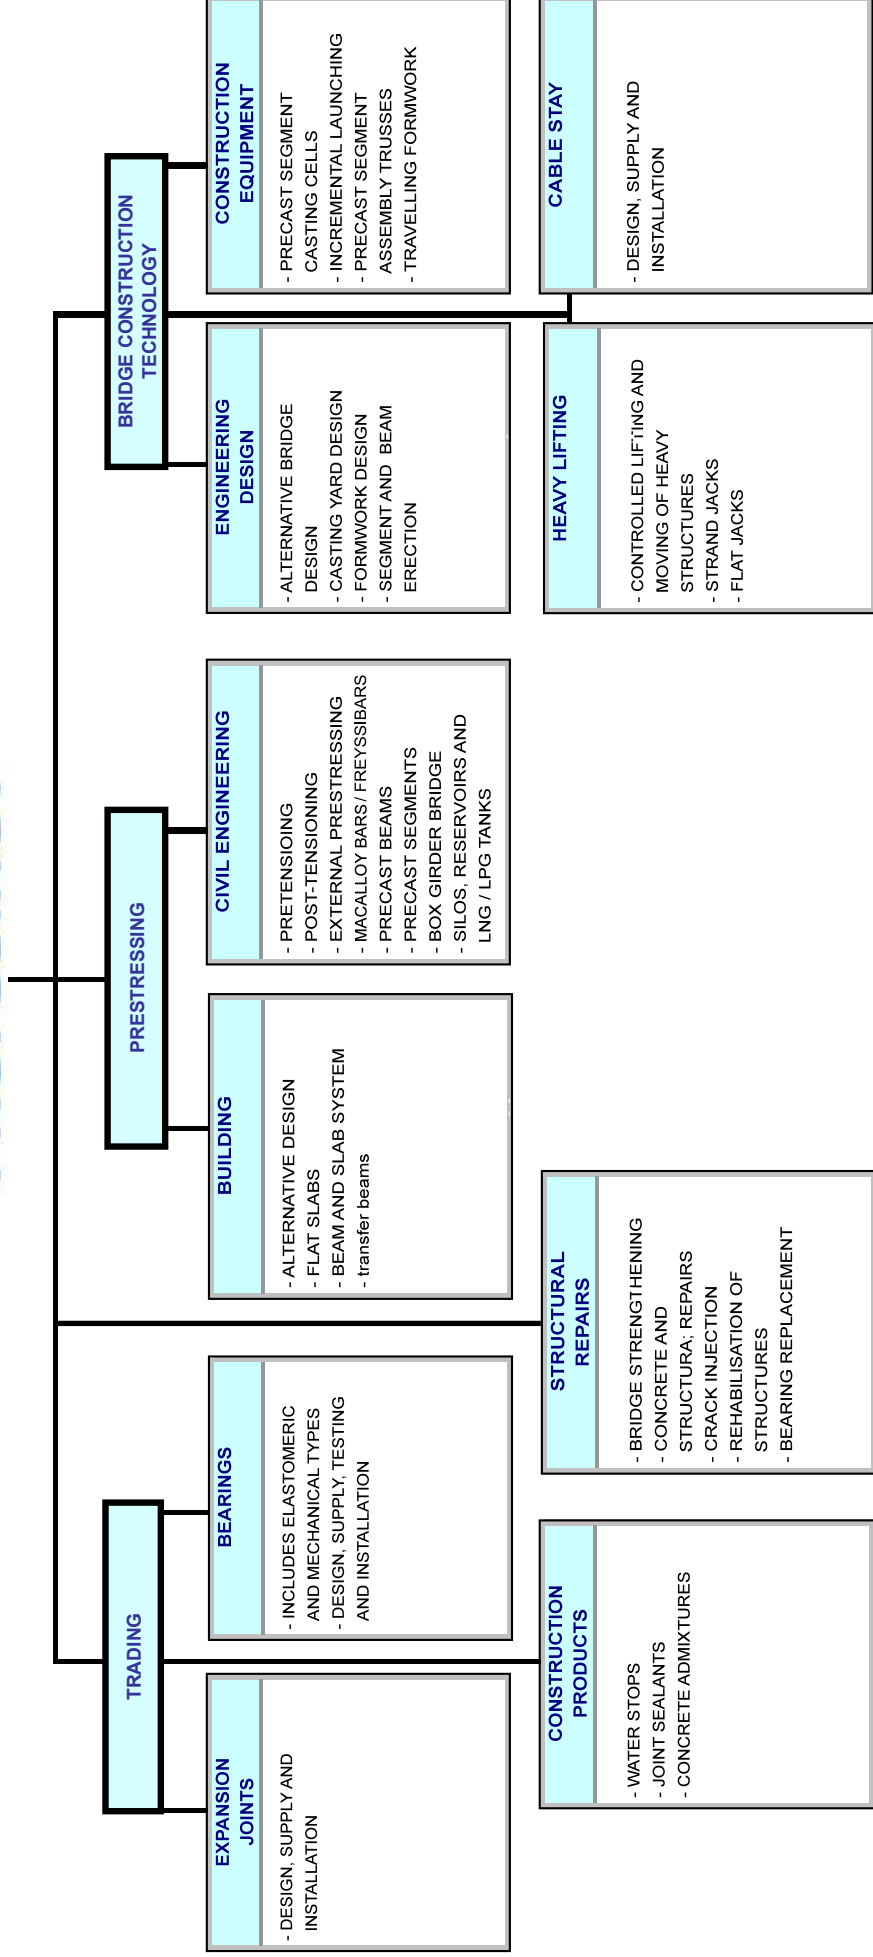 TRADING
PRESTRESSING
BRIDGE CONSTRUCTION
TECHNOLOGY
EXPANSION
JOINTS
- DESIGN, SUPPLY AND
INSTALLATION
BEARINGS
- INCLUDES ELASTOMERIC
AND MECHANICAL TYPES
- DESIGN, SUPPLY, TESTING
AND INSTALLATION
BUILDING
- ALTERNATIVE DESIGN
- FLAT SLABS
- BEAM AND SLAB SYSTEM
- transfer beams
CIVIL ENGINEERING
- PRETENSIOING
- POST-TENSIONING
- EXTERNAL PRESTRESSING
- MACALLOY BARS/ FREYSSIBARS
- PRECAST BEAMS
- PRECAST SEGMENTS
- BOX GIRDER BRIDGE
- SILOS, RESERVOIRS AND
LNG / LPG TANKS
ENGINEERING
DESIGN
- ALTERNATIVE BRIDGE
DESIGN
- CASTING YARD DESIGN
- FORMWORK DESIGN
- SEGMENT AND BEAM
ERECTION
CONSTRUCTION
EQUIPMENT
- PRECAST SEGMENT
CASTING CELLS
- INCREMENTAL LAUNCHING
- PRECAST SEGMENT
ASSEMBLY TRUSSES
- TRAVELLING FORMWORK
CONSTRUCTION
PRODUCTS
- WATER STOPS
- JOINT SEALANTS
- CONCRETE ADMIXTURES
STRUCTURAL
REPAIRS
- BRIDGE STRENGTHENING
- CONCRETE AND
STRUCTURA; REPAIRS
- CRACK INJECTION
- REHABILISATION OF
STRUCTURES
- BEARING REPLACEMENT
HEAVY LIFTING
- CONTROLLED LIFTING AND
MOVING OF HEAVY
STRUCTURES
- STRAND JACKS
- FLAT JACKS
CABLE STAY
- DESIGN, SUPPLY AND
INSTALLATION